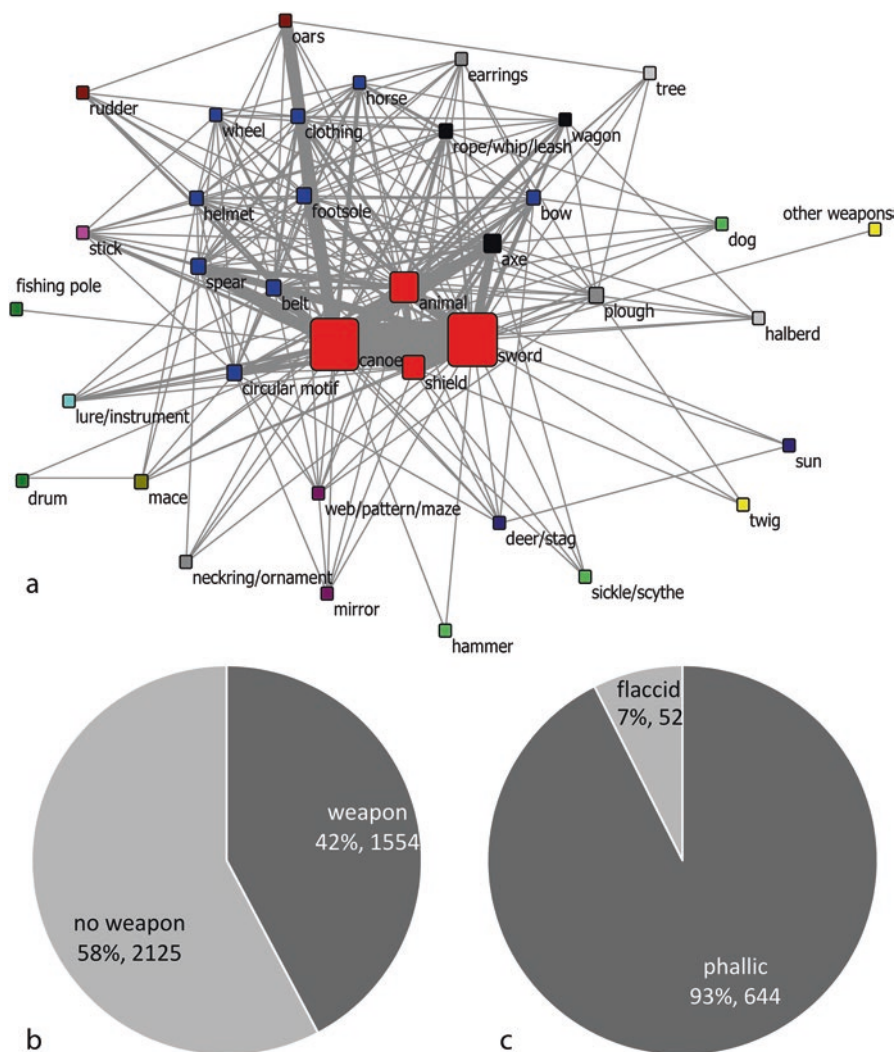 oars
earrings
tree
horse
rudder
wheel
clothing
rope/whip/leash
wagon
helmet
footsole
bow
other weapons
stick
dog
axe
spear
fishing pole
belt
animal
plough
halberd
canoe
sword
shield
circular motif
lure/instrument
sun
drum
mace
web/pattern/maze
twig
deer/stag
neckring/ornament
sickle/scythe
mirror
hammer
a
flaccid
7%, 52
weapon
42%, 1554
no weapon
58%, 2125
phallic
93%, 644
b
c